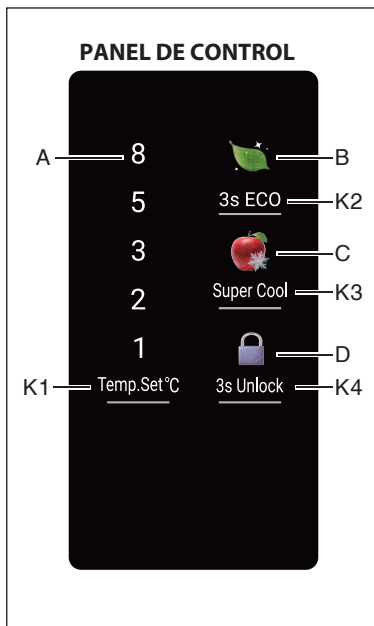 PANEL DE CONTROL
A 8 B
5 3s ECO K2
3 C
2 Super Cool K3
1 D
K1 Temp.Set°C 3s Unlock K4